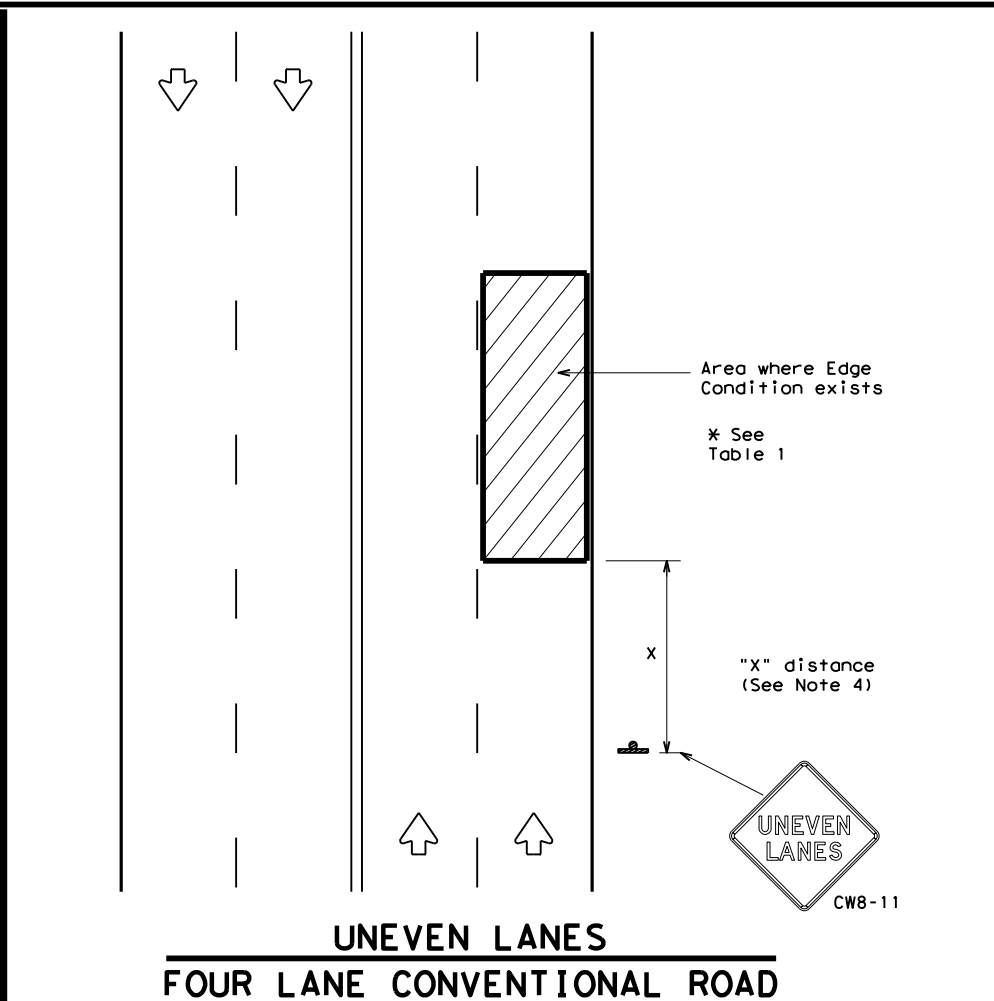 Area where Edge
Condition exists
* See
Table 1
X
"X" distance
(See Note 4)
UNEVEN
LANES
CW8-11
UNEVEN LANES
FOUR LANE CONVENTIONAL ROAD